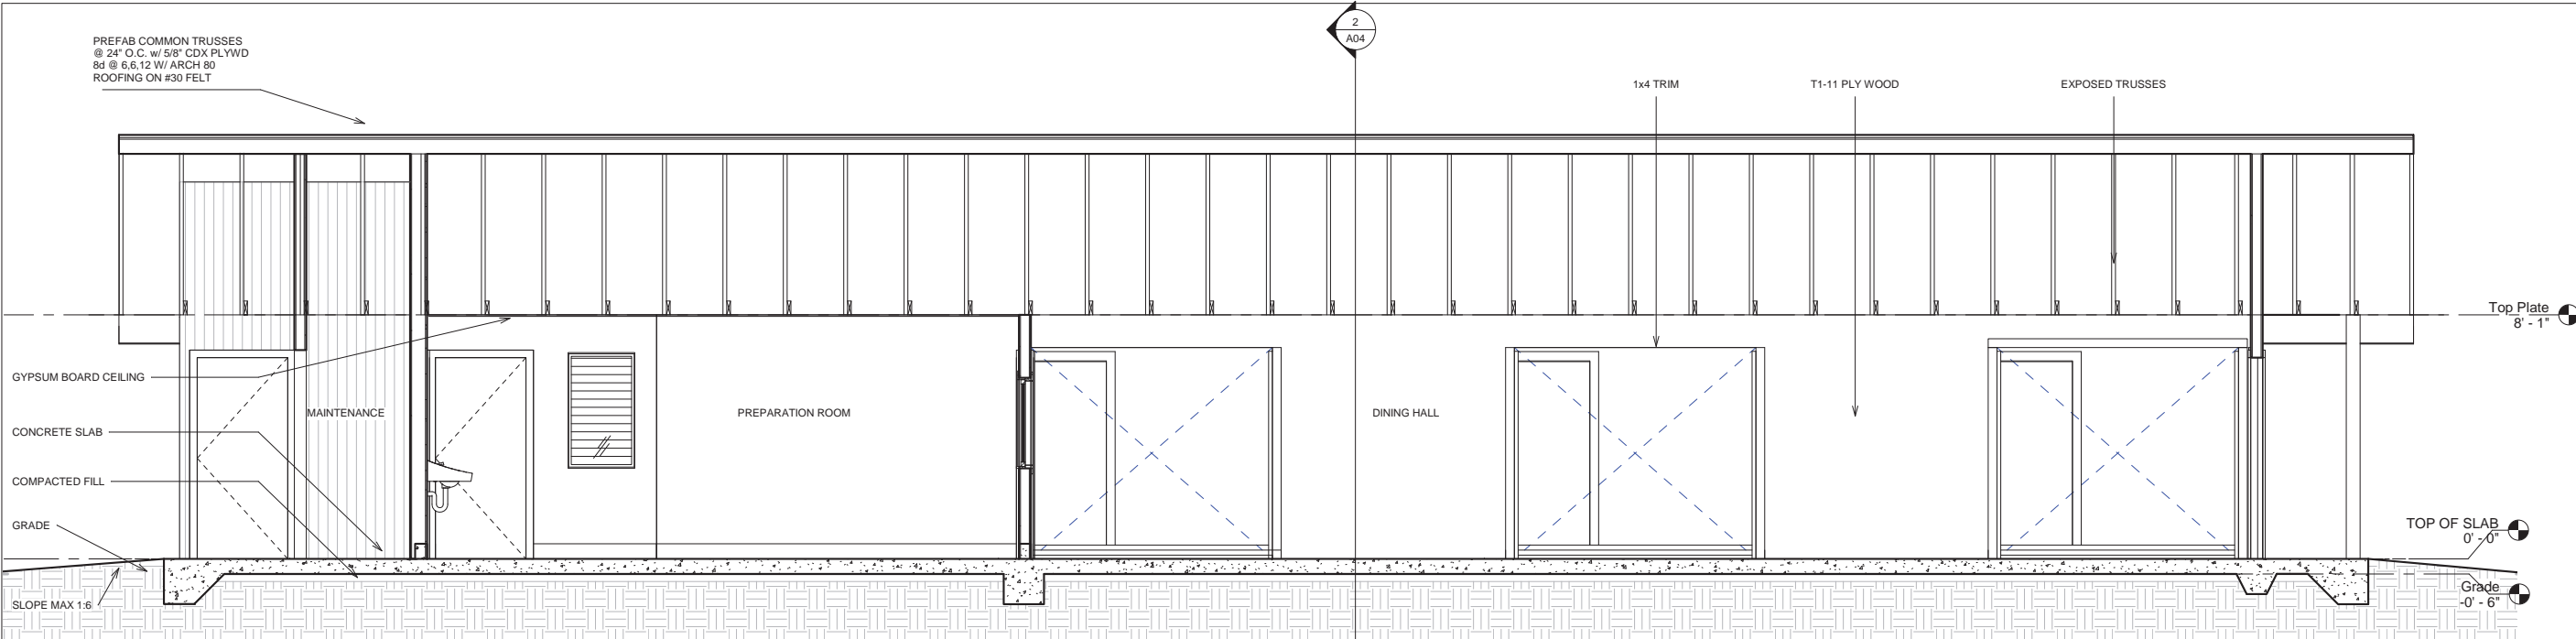 2
A04
PREFAB COMMON TRUSSES
@ 24" O.C. w/ 5/8" CDX PLYWD
8d @ 6,6,12 W/ ARCH 80
ROOFING ON #30 FELT
1x4 TRIM
T1-11 PLY WOOD
EXPOSED TRUSSES
Top Plate
8' - 1"
GYPSUM BOARD CEILING
MAINTENANCE
PREPARATION ROOM
DINING HALL
CONCRETE SLAB
COMPACTED FILL
GRADE
TOP OF SLAB
0' - 0"
SLOPE MAX 1:6
Grade
-0' - 6"